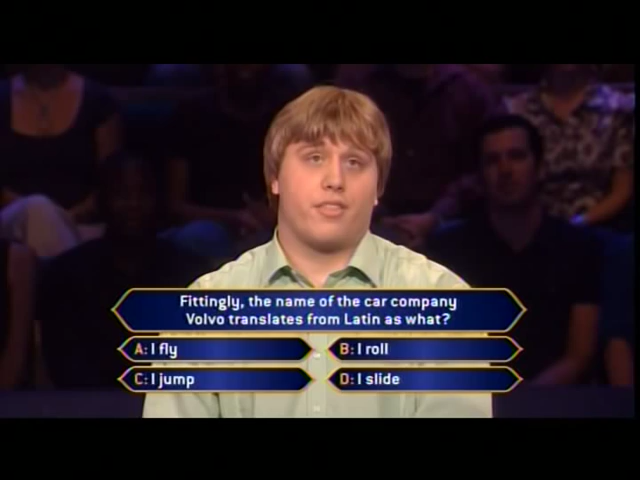 Fittingly, the name of the car company
Volvo translates from Latin as what?
A: I fly
B: I roll
C: I jump
D: I slide